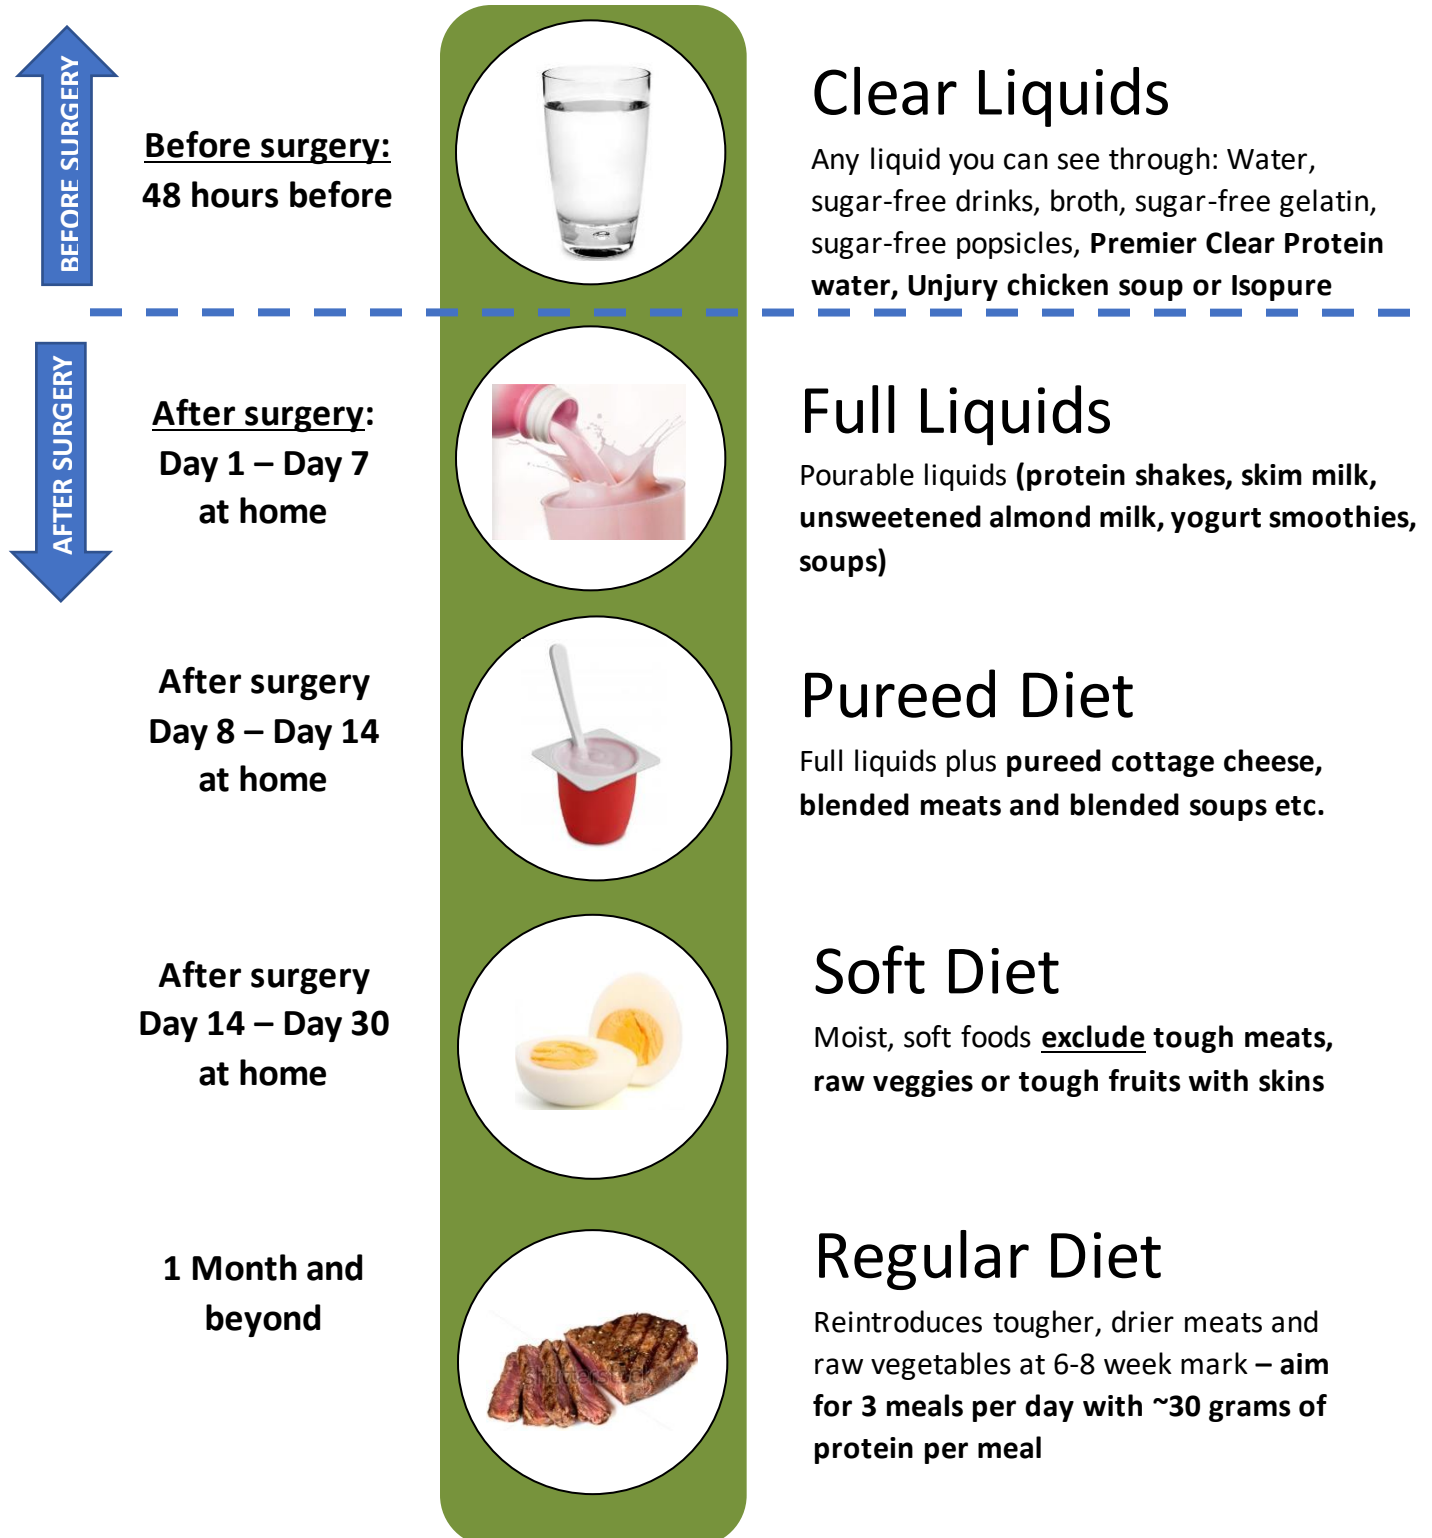 BEFORE SURGERY
Before surgery:
48 hours before
Clear Liquids
Any liquid you can see through: Water,
sugar-free drinks, broth, sugar-free gelatin,
sugar-free popsicles, Premier Clear Protein
water, Unjury chicken soup or Isopure
AFTER SURGERY
After surgery:
Day 1 – Day 7
at home
Full Liquids
Pourable liquids (protein shakes, skim milk,
unsweetened almond milk, yogurt smoothies,
soups)
After surgery
Day 8 – Day 14
at home
Pureed Diet
Full liquids plus pureed cottage cheese,
blended meats and blended soups etc.
After surgery
Day 14 – Day 30
at home
Soft Diet
Moist, soft foods exclude tough meats,
raw veggies or tough fruits with skins
1 Month and
beyond
shutterstock
Regular Diet
Reintroduces tougher, drier meats and
raw vegetables at 6-8 week mark – aim
for 3 meals per day with ~30 grams of
protein per meal